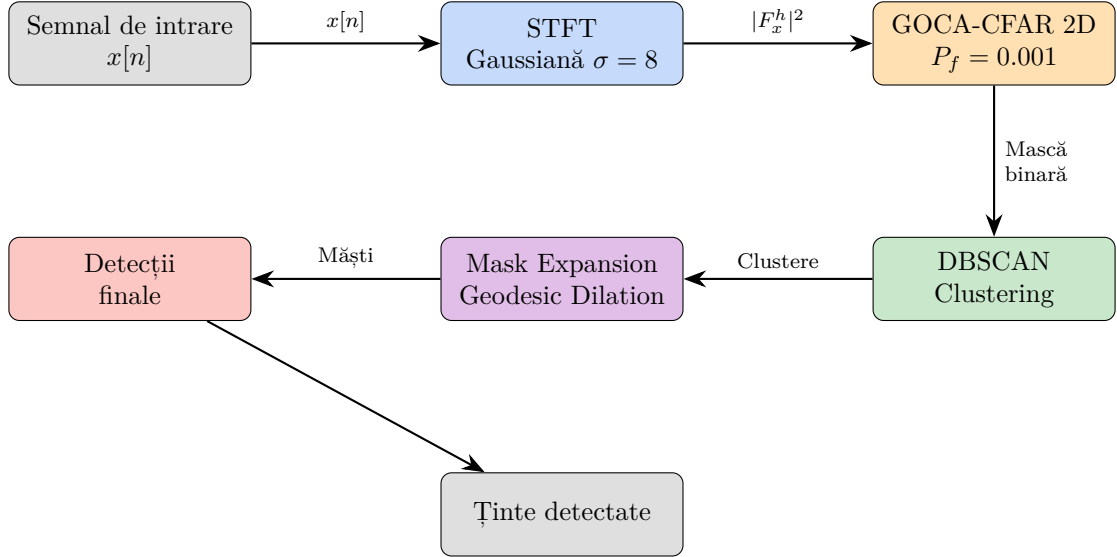 Semnal de intrare
x[n]
x[n]
STFT
Gaussiană σ = 8
|F_x^h|^2
GOCA-CFAR 2D
P_f = 0.001
Mască
binară
DBSCAN
Clustering
Clustere
Mask Expansion
Geodesic Dilation
Măști
Detecții
finale
Ținte detectate